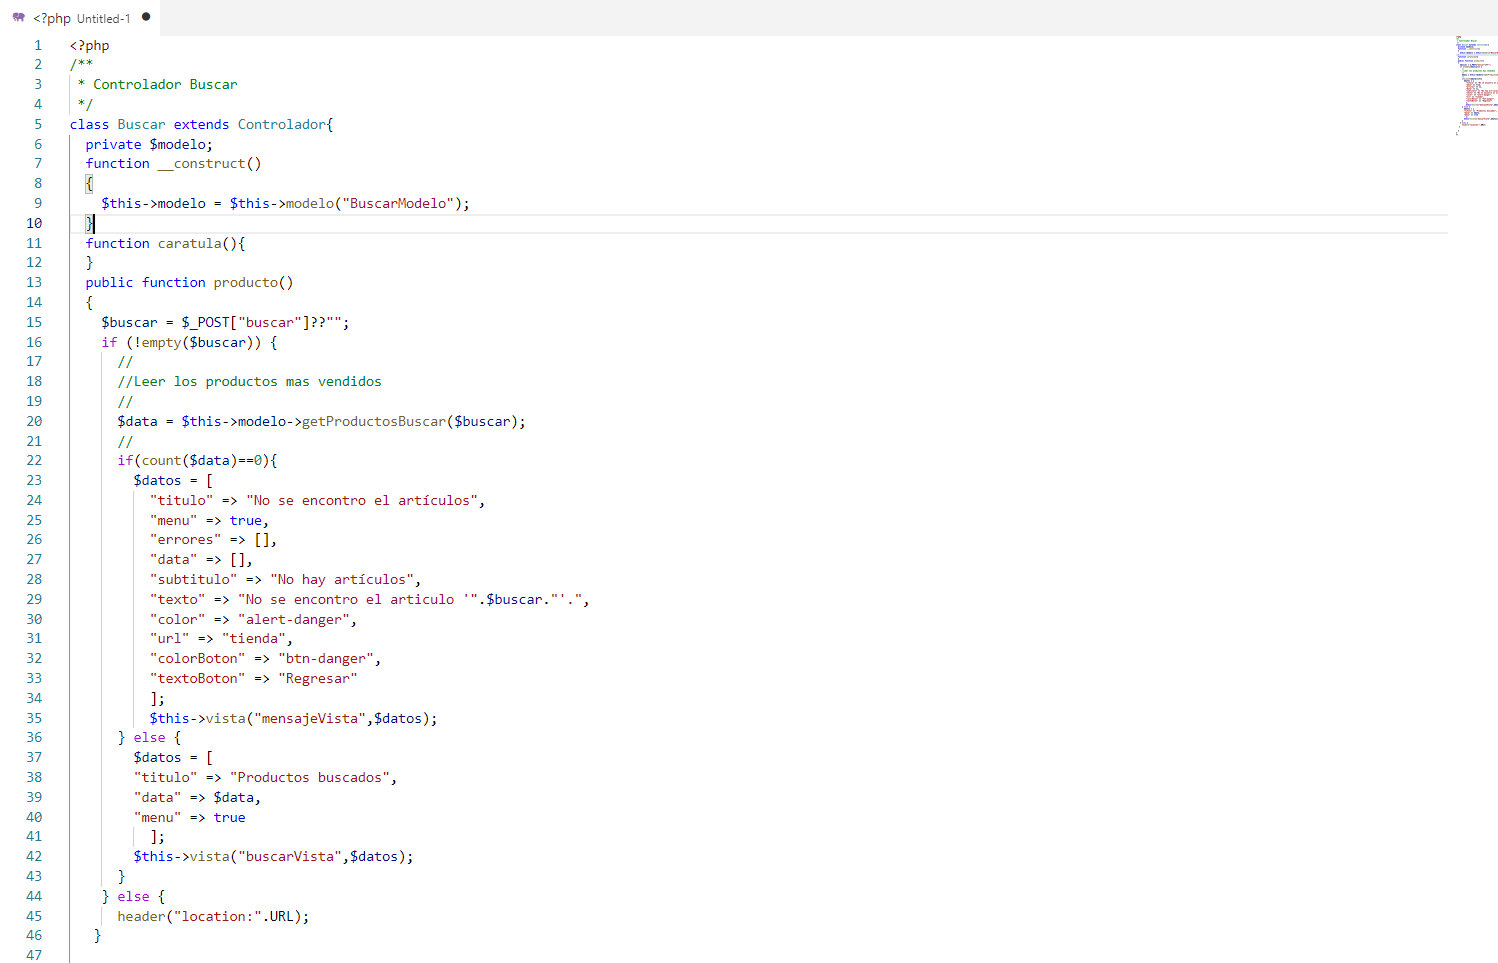 <?php Untitled-1 ●
1 <?php
2 /**
3  * Controlador Buscar
4  */
5 class Buscar extends Controlador{
6   private $modelo;
7   function __construct()
8   {
9     $this->modelo = $this->modelo("BuscarModelo");
10   }
11   function caratula(){
12   }
13   public function producto()
14   {
15     $buscar = $_POST["buscar"]??"";
16     if (!empty($buscar)) {
17       //
18       //Leer los productos mas vendidos
19       //
20       $data = $this->modelo->getProductosBuscar($buscar);
21       //
22       if(count($data)==0){
23         $datos = [
24           "titulo" => "No se encontro el artículos",
25           "menu" => true,
26           "errores" => [],
27           "data" => [],
28           "subtitulo" => "No hay artículos",
29           "texto" => "No se encontro el articulo '".$buscar."'.",
30           "color" => "alert-danger",
31           "url" => "tienda",
32           "colorBoton" => "btn-danger",
33           "textoBoton" => "Regresar"
34           ];
35           $this->vista("mensajeVista",$datos);
36       } else {
37         $datos = [
38         "titulo" => "Productos buscados",
39         "data" => $data,
40         "menu" => true
41           ];
42         $this->vista("buscarVista",$datos);
43       }
44     } else {
45       header("location:".URL);
46    }
47